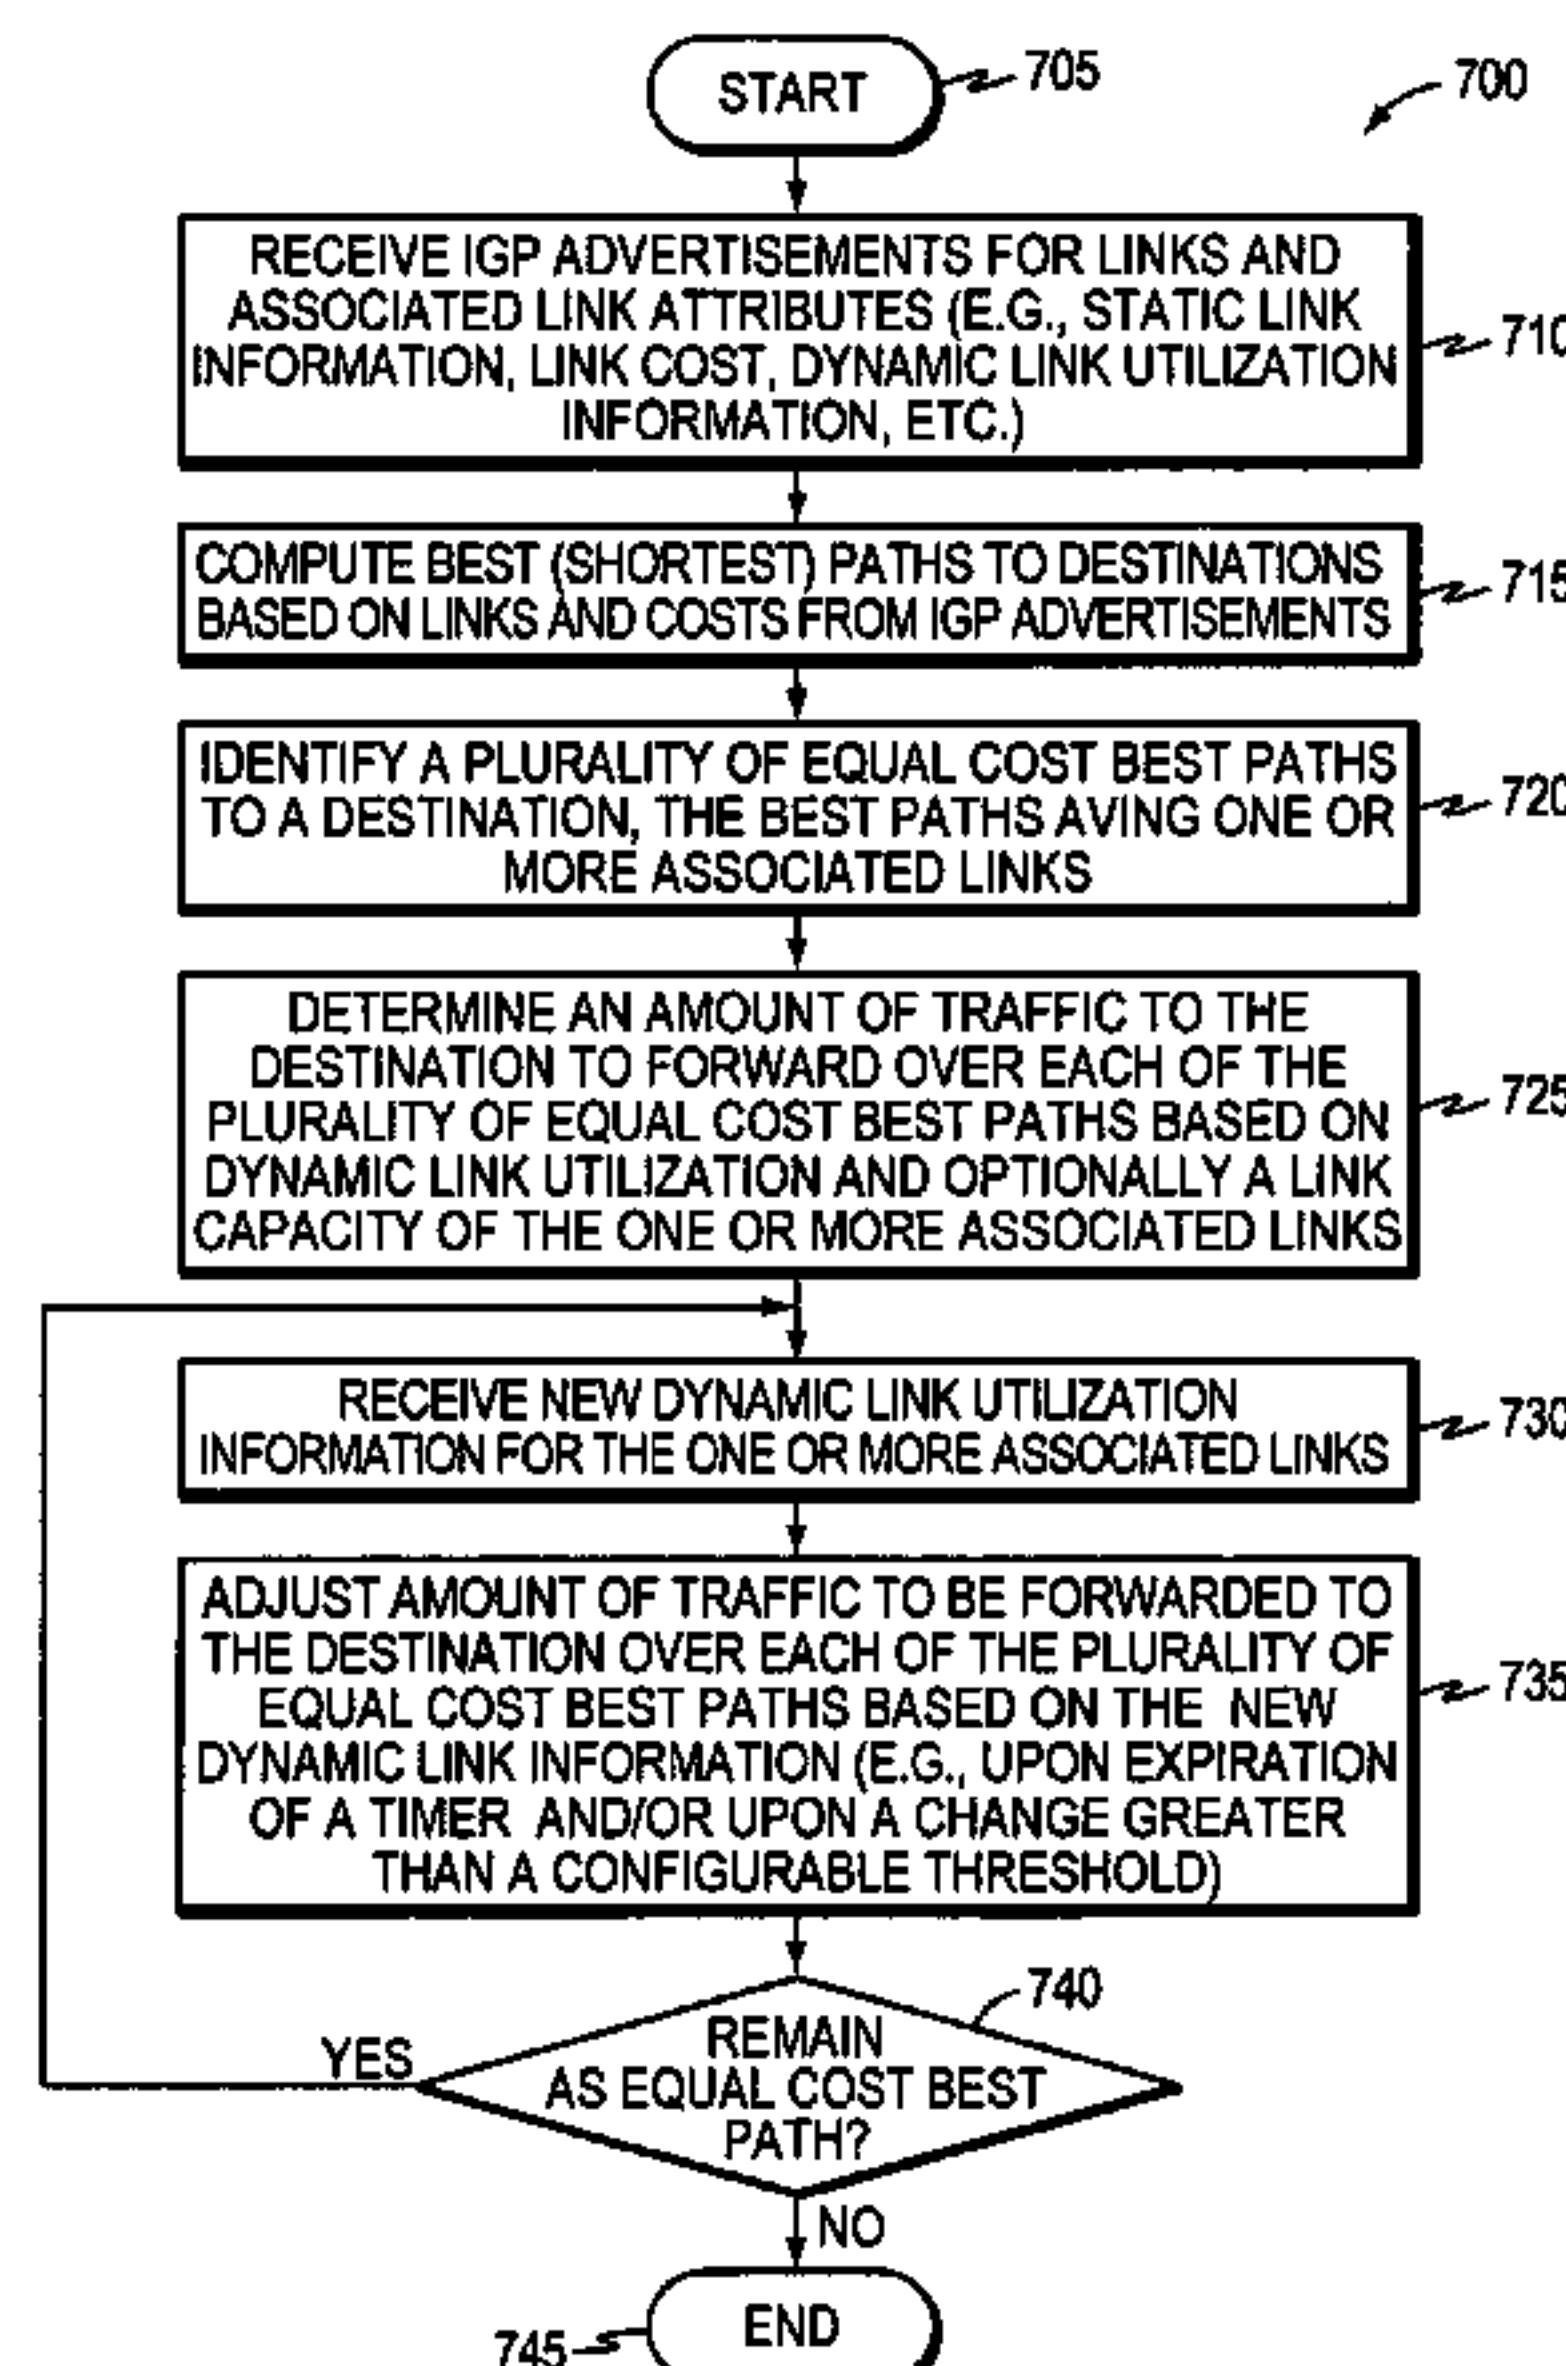 START
705
700
RECEIVE IGP ADVERTISEMENTS FOR LINKS AND
ASSOCIATED LINK ATTRIBUTES (E.G., STATIC LINK
INFORMATION, LINK COST, DYNAMIC LINK UTILIZATION
INFORMATION, ETC.)
710
COMPUTE BEST (SHORTEST) PATHS TO DESTINATIONS
BASED ON LINKS AND COSTS FROM IGP ADVERTISEMENTS
715
IDENTIFY A PLURALITY OF EQUAL COST BEST PATHS
TO A DESTINATION, THE BEST PATHS AVING ONE OR
MORE ASSOCIATED LINKS
720
DETERMINE AN AMOUNT OF TRAFFIC TO THE
DESTINATION TO FORWARD OVER EACH OF THE
PLURALITY OF EQUAL COST BEST PATHS BASED ON
DYNAMIC LINK UTILIZATION AND OPTIONALLY A LINK
CAPACITY OF THE ONE OR MORE ASSOCIATED LINKS
725
RECEIVE NEW DYNAMIC LINK UTILIZATION
INFORMATION FOR THE ONE OR MORE ASSOCIATED LINKS
730
ADJUST AMOUNT OF TRAFFIC TO BE FORWARDED TO
THE DESTINATION OVER EACH OF THE PLURALITY OF
EQUAL COST BEST PATHS BASED ON THE NEW
DYNAMIC LINK INFORMATION (E.G., UPON EXPIRATION
OF A TIMER AND/OR UPON A CHANGE GREATER
THAN A CONFIGURABLE THRESHOLD)
735
740
REMAIN
AS EQUAL COST BEST
PATH?
YES
NO
END
745